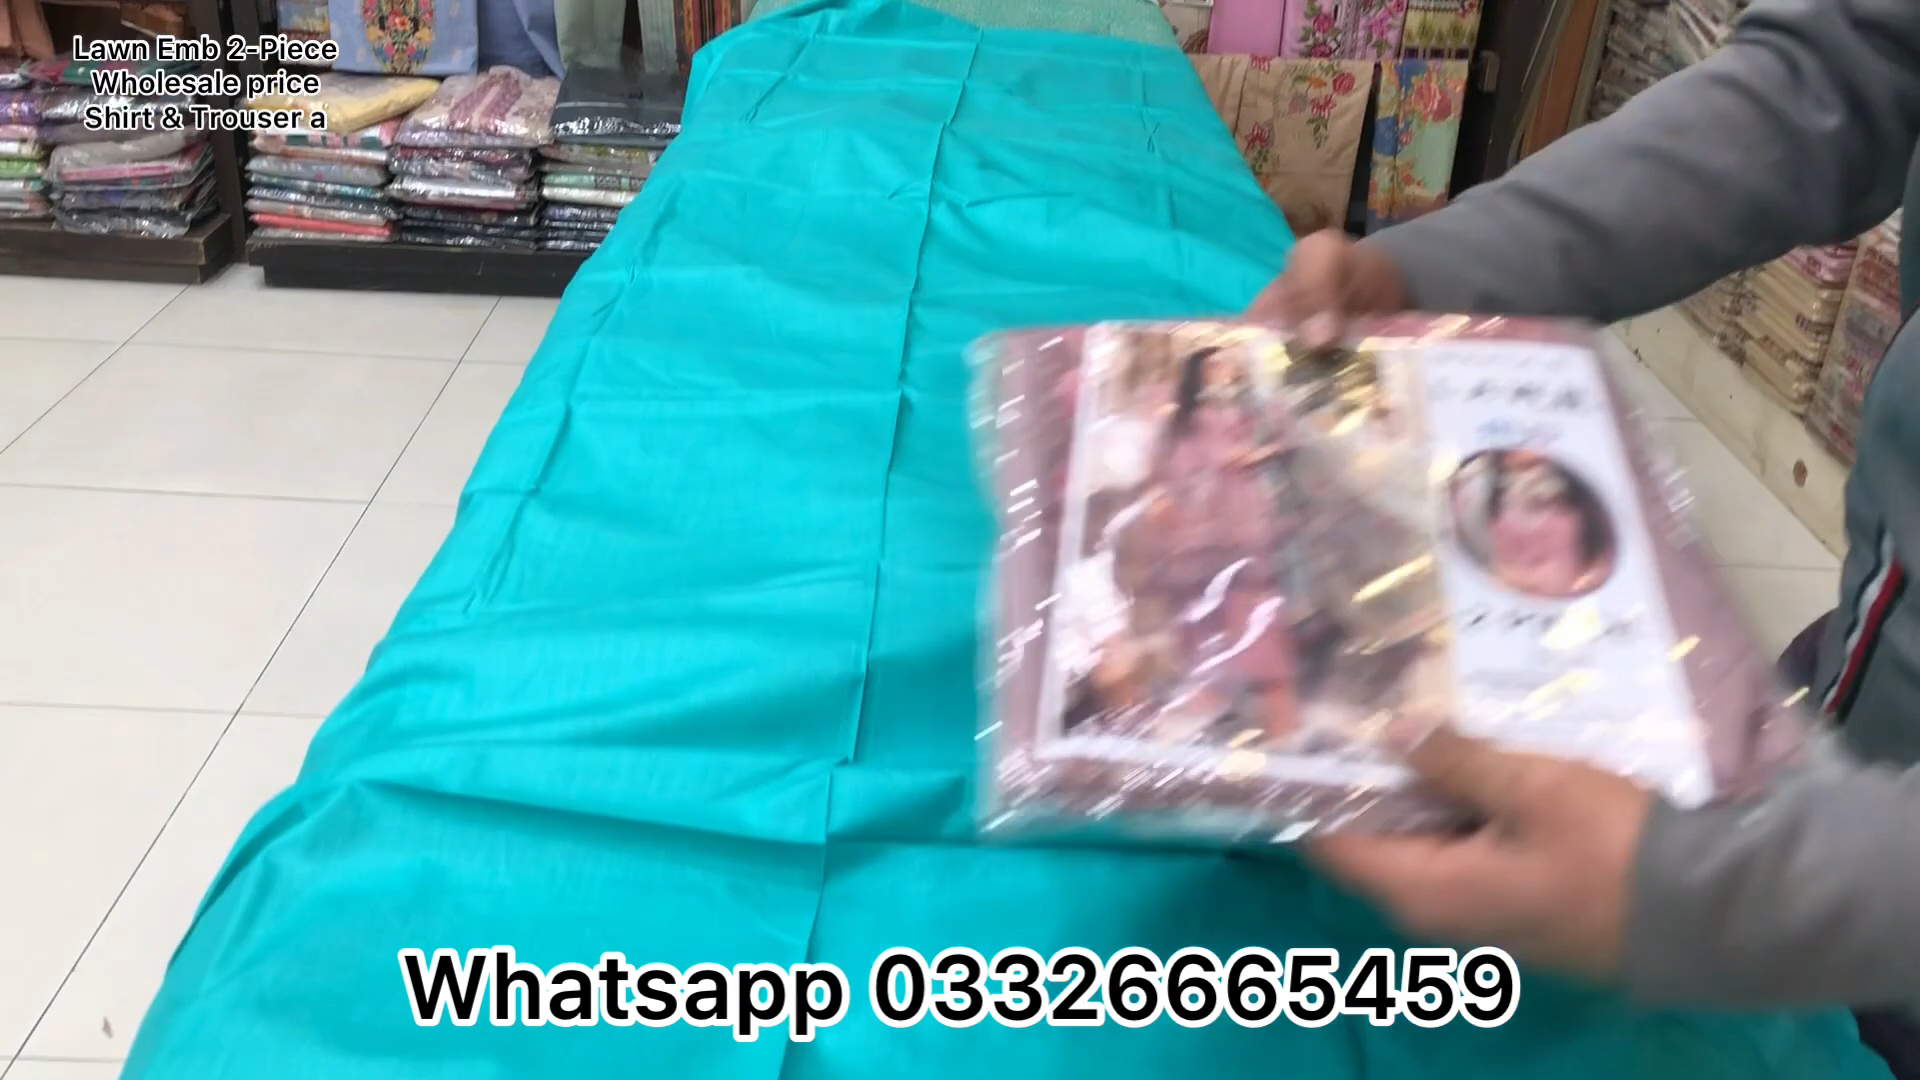 Lawn Emb 2-Piece
Wholesale price
Shirt & Trouser a
Whatsapp 03326665459